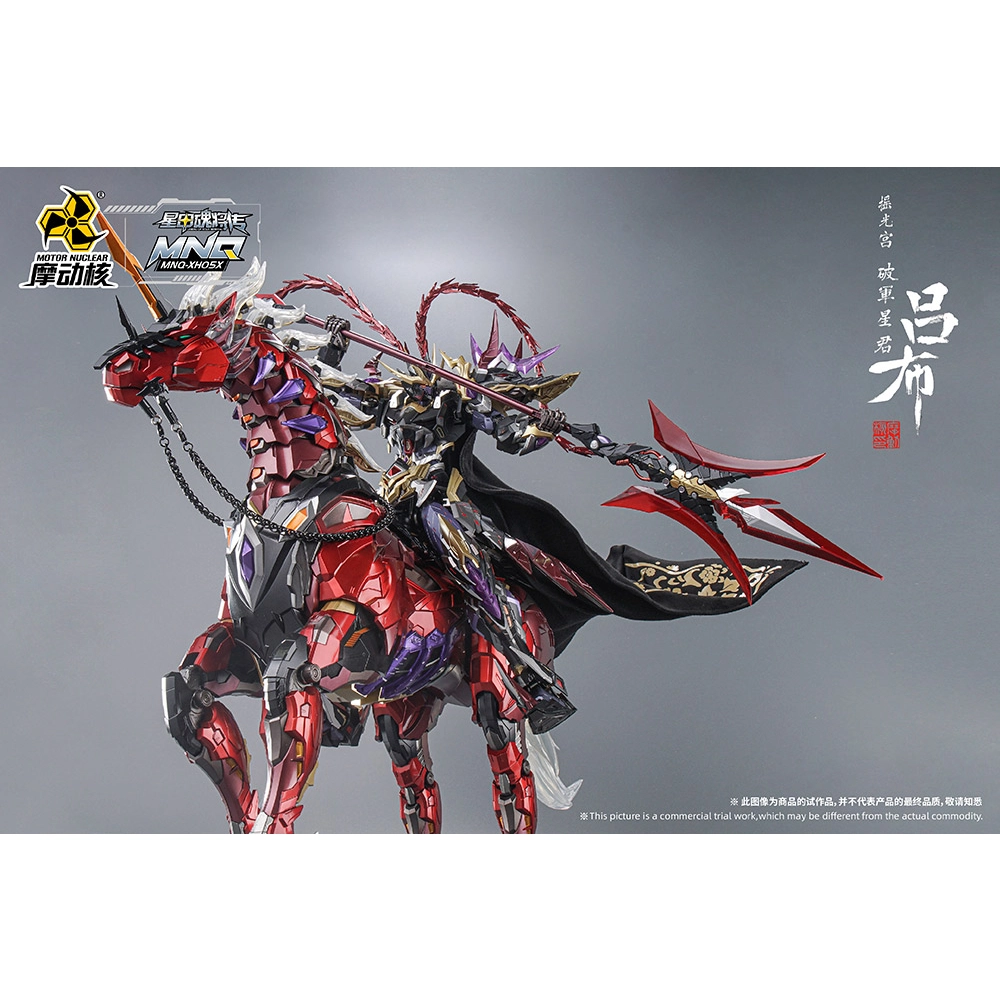 MOTOR NUCLEAR
摩动核
星甲魂将传
MNQ
MNQ-XH05X
摇光宫 破軍星君
吕布
※ 此图像为商品的试作品,并不代表产品的最终品质,敬请知悉
※This picture is a commercial trial work,which may be different from the actual commodity.